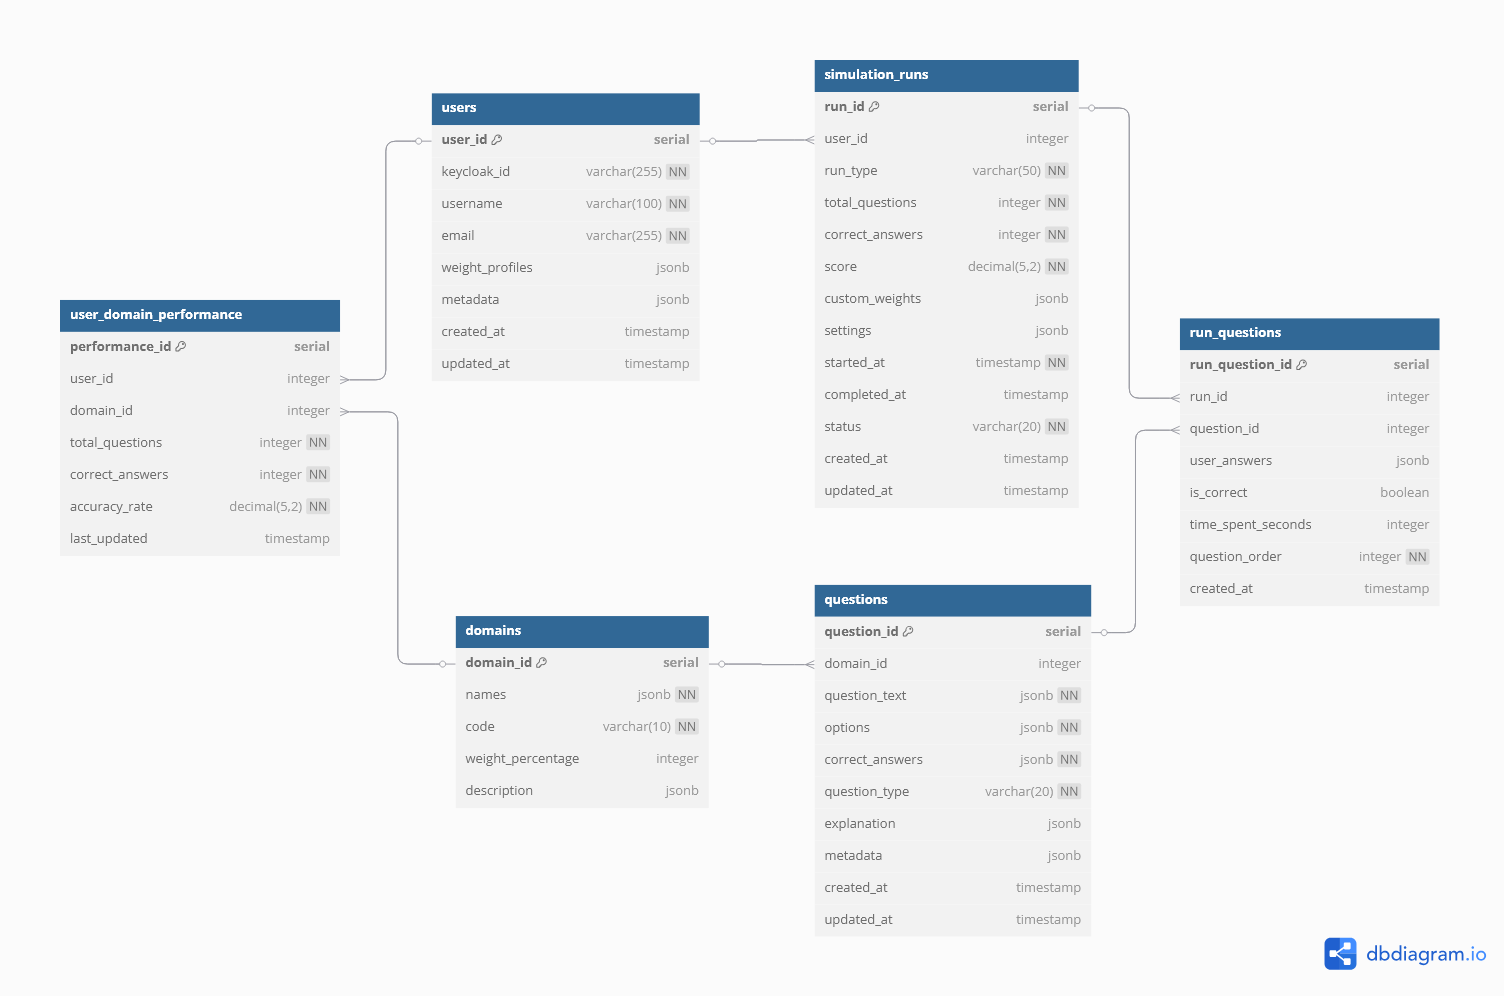 simulation_runs
run_id serial
user_id integer
run_type varchar(50) NN
total_questions integer NN
correct_answers integer NN
score decimal(5,2) NN
custom_weights jsonb
settings jsonb
started_at timestamp NN
completed_at timestamp
status varchar(20) NN
created_at timestamp
updated_at timestamp
users
user_id serial
keycloak_id varchar(255) NN
username varchar(100) NN
email varchar(255) NN
weight_profiles jsonb
metadata jsonb
created_at timestamp
updated_at timestamp
user_domain_performance
performance_id serial
user_id integer
domain_id integer
total_questions integer NN
correct_answers integer NN
accuracy_rate decimal(5,2) NN
last_updated timestamp
run_questions
run_question_id serial
run_id integer
question_id integer
user_answers jsonb
is_correct boolean
time_spent_seconds integer
question_order integer NN
created_at timestamp
domains
domain_id serial
names jsonb NN
code varchar(10) NN
weight_percentage integer
description jsonb
questions
question_id serial
domain_id integer
question_text jsonb NN
options jsonb NN
correct_answers jsonb NN
question_type varchar(20) NN
explanation jsonb
metadata jsonb
created_at timestamp
updated_at timestamp
dbdiagram.io